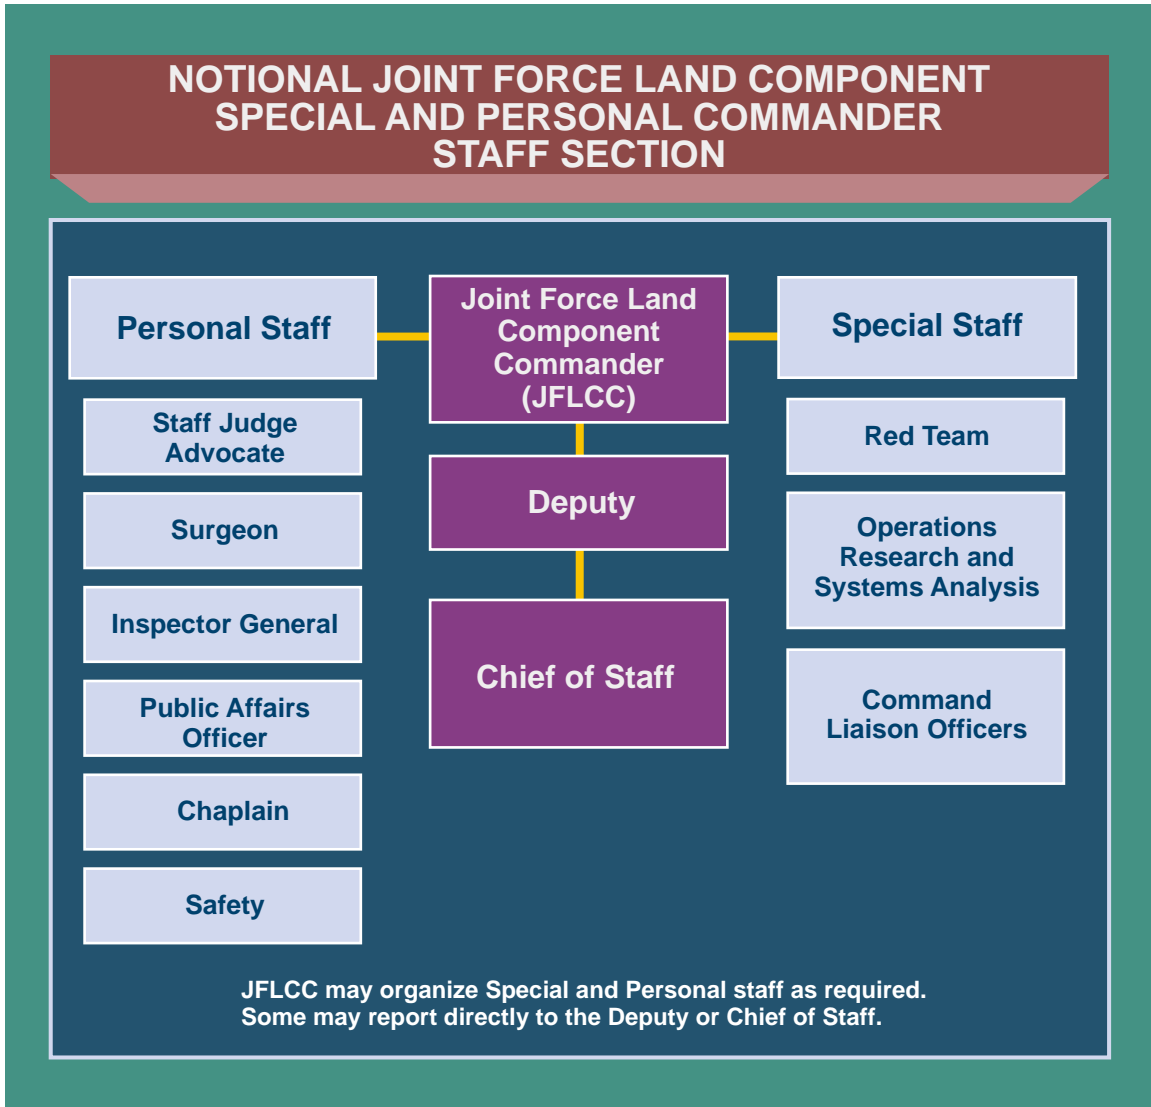 NOTIONAL JOINT FORCE LAND COMPONENT
SPECIAL AND PERSONAL COMMANDER
STAFF SECTION
Personal Staff
Staff Judge
Advocate
Surgeon
Inspector General
Public Affairs
Officer
Chaplain
Safety
Joint Force Land
Component
Commander
(JFLCC)
Deputy
Chief of Staff
Special Staff
Red Team
Operations
Research and
Systems Analysis
Command
Liaison Officers
JFLCC may organize Special and Personal staff as required.
Some may report directly to the Deputy or Chief of Staff.